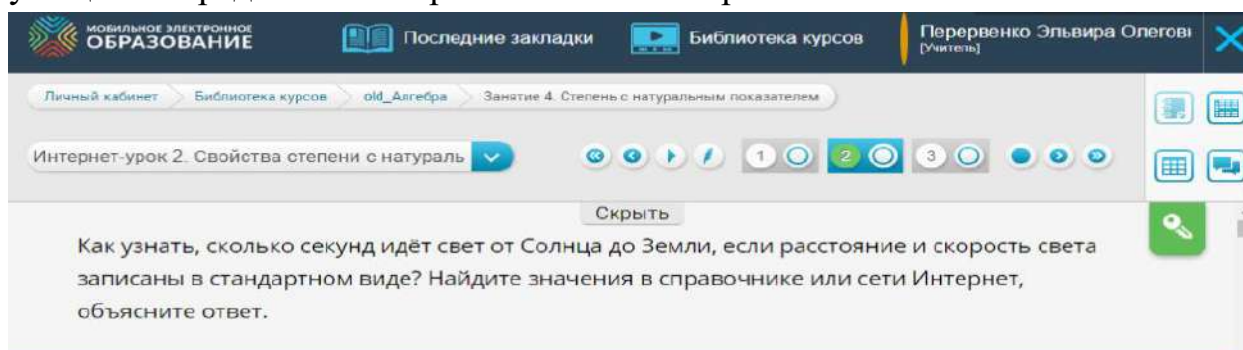 МОБИЛЬНОЕ ЭЛЕКТРОННОЕ
ОБРАЗОВАНИЕ
Последние закладки
Библиотека курсов
Перервенко Эльвира Олегові
[Учитель]
Личный кабинет
Библиотека курсов
old_Алгебра
Занятие 4. Степень с натуральным показателем
Интернет-урок 2. Свойства степени с натураль
1
2
3
Скрыть
Как узнать, сколько секунд идёт свет от Солнца до Земли, если расстояние и скорость света
записаны в стандартном виде? Найдите значения в справочнике или сети Интернет,
объясните ответ.